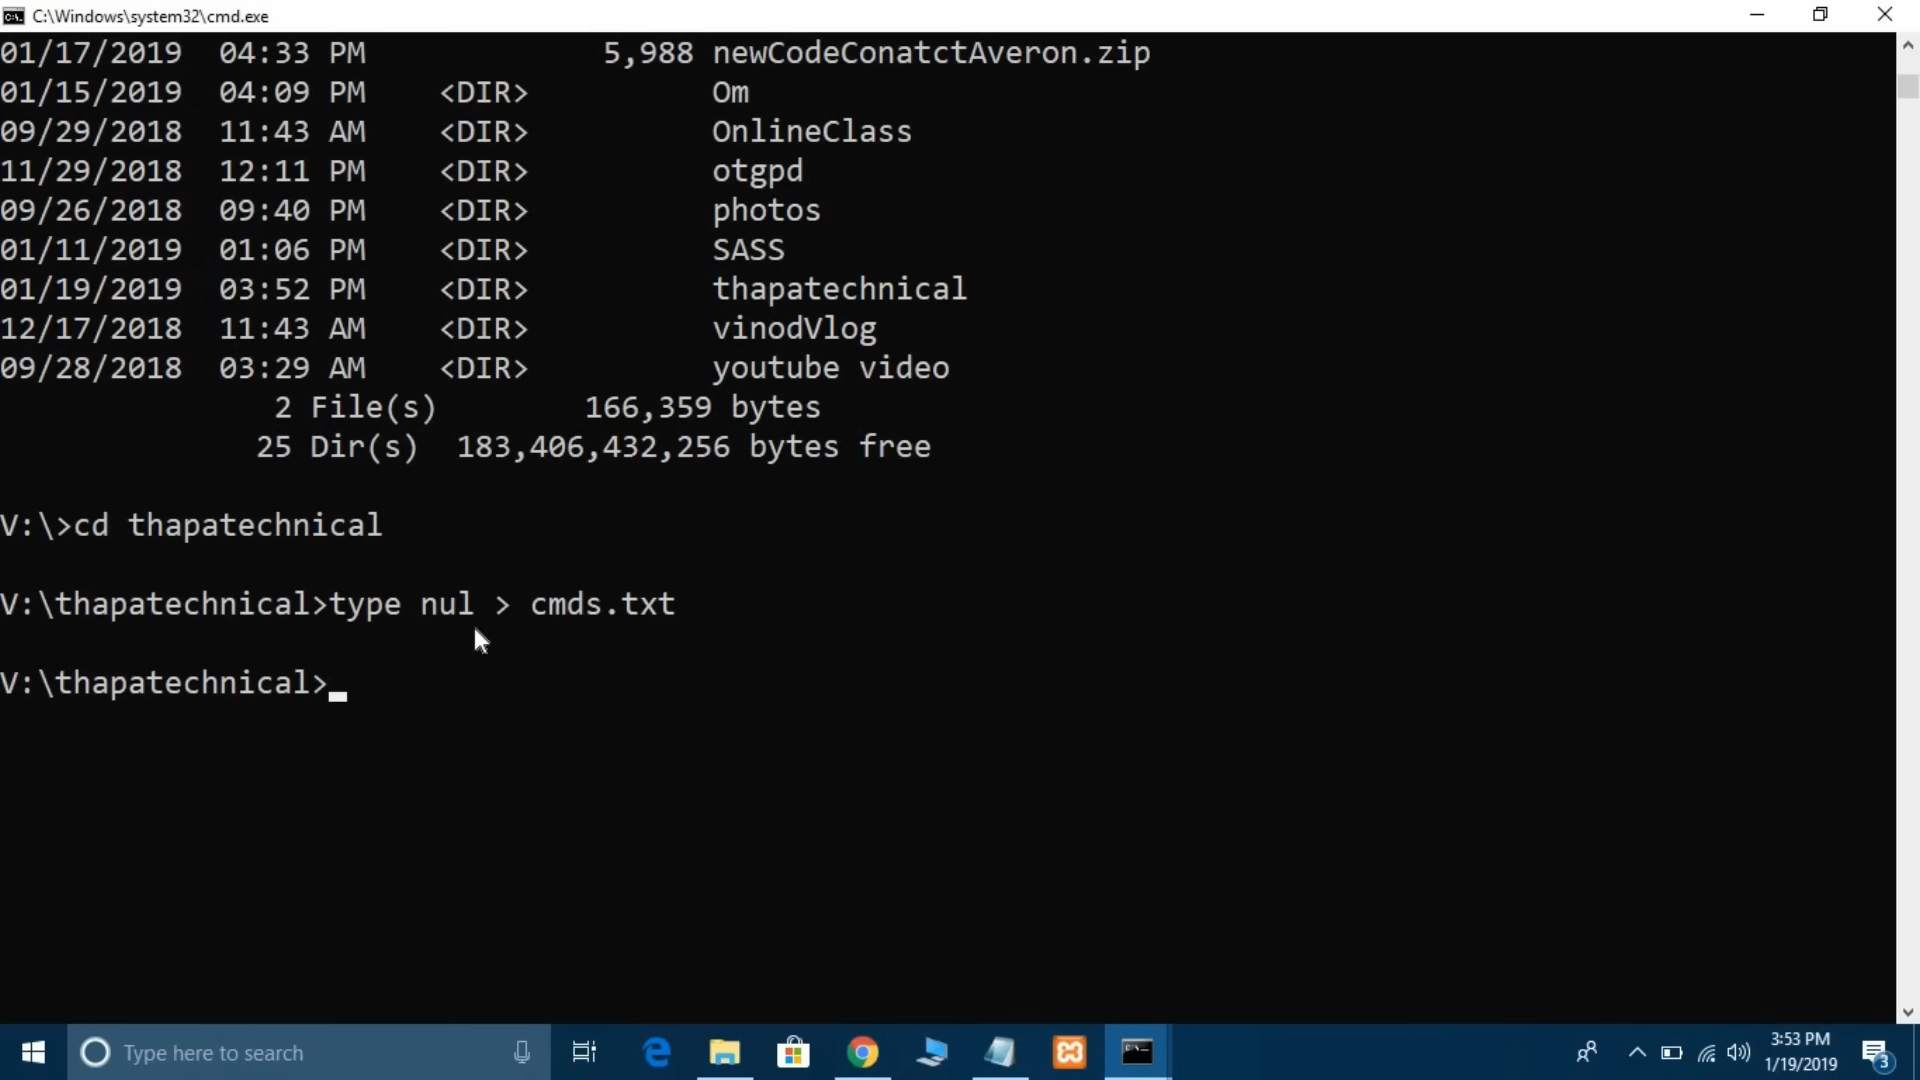 C:\Windows\system32\cmd.exe
01/17/2019  04:33 PM             5,988 newCodeConatctAveron.zip
01/15/2019  04:09 PM    <DIR>          Om
09/29/2018  11:43 AM    <DIR>          OnlineClass
11/29/2018  12:11 PM    <DIR>          otgpd
09/26/2018  09:40 PM    <DIR>          photos
01/11/2019  01:06 PM    <DIR>          SASS
01/19/2019  03:52 PM    <DIR>          thapatechnical
12/17/2018  11:43 AM    <DIR>          vinodVlog
09/28/2018  03:29 AM    <DIR>          youtube video
2 File(s)        166,359 bytes
25 Dir(s)  183,406,432,256 bytes free
V:\>cd thapatechnical
V:\thapatechnical>type nul > cmds.txt
V:\thapatechnical>
Type here to search
3:53 PM
1/19/2019
3